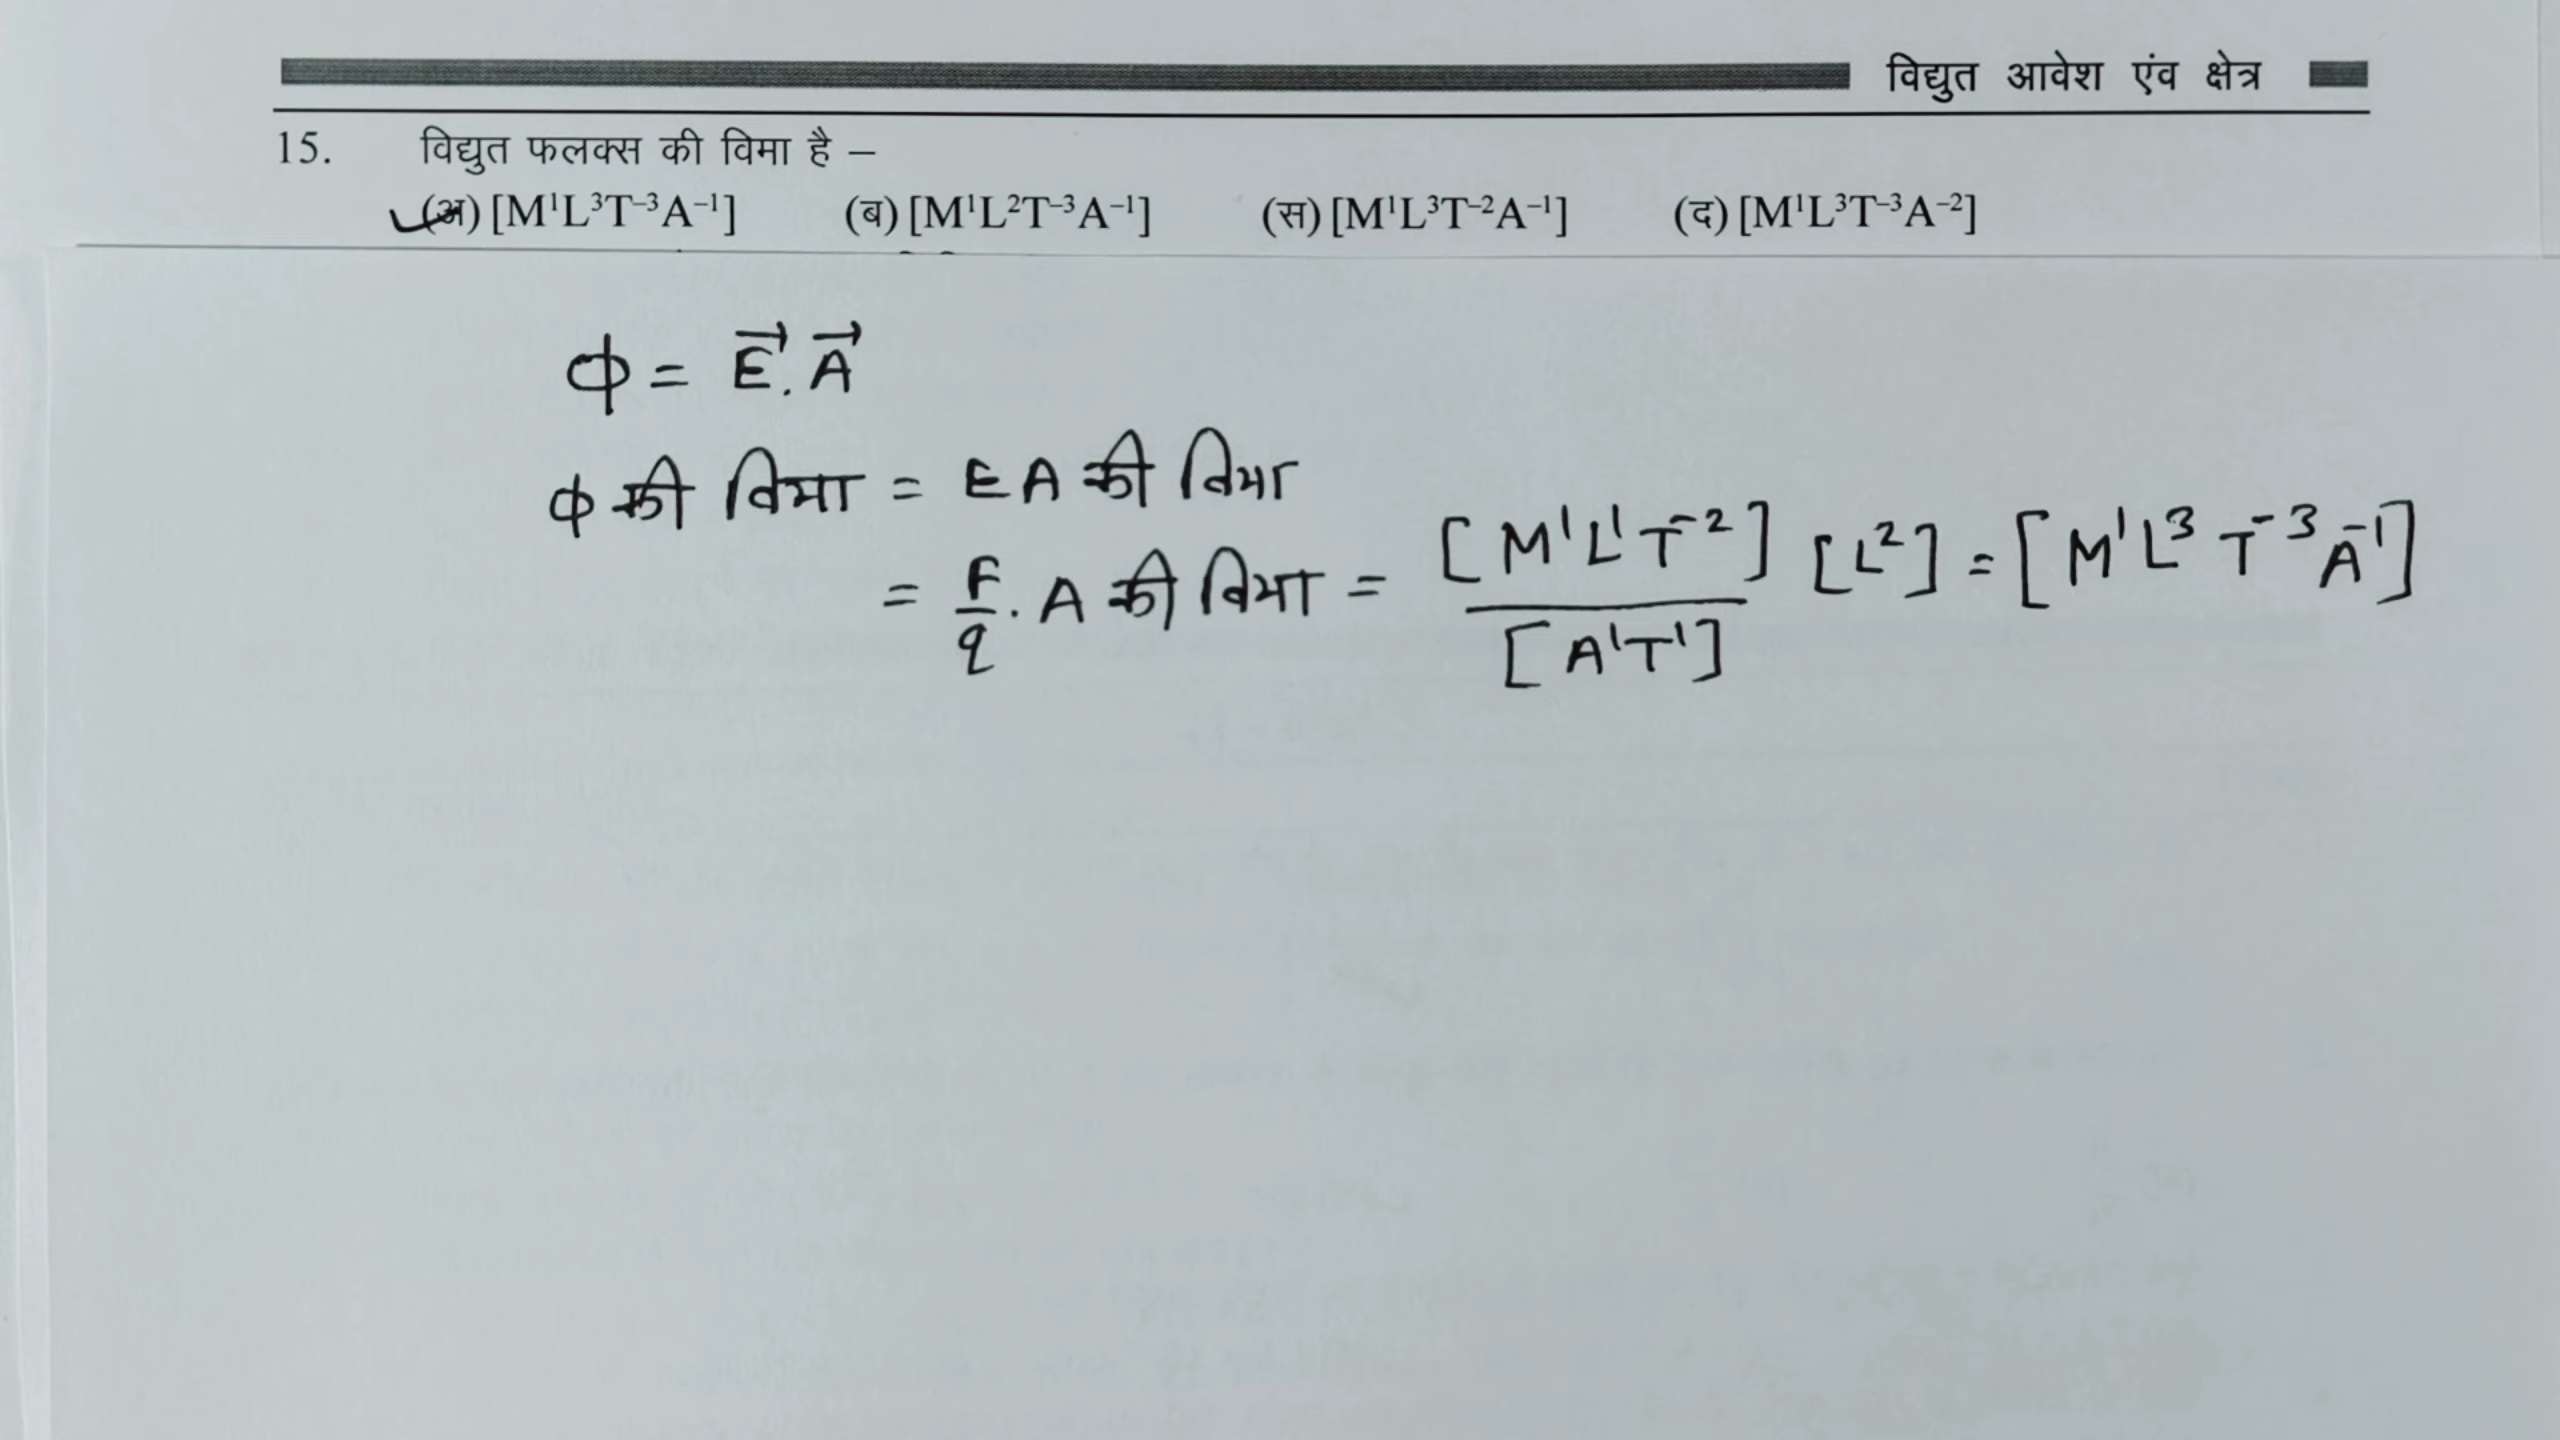 विद्युत आवेश एंव क्षेत्र
15. विद्युत फलक्स की विमा है –
(अ) [M¹L³T⁻³A⁻¹] (ब) [M¹L²T⁻³A⁻¹] (स) [M¹L³T⁻²A⁻¹] (द) [M¹L³T⁻³A⁻²]
ϕ = E⃗ . A⃗
ϕ की विमा = E A की विमा
= F/q . A की विमा = [M¹L¹T⁻²]/[A¹T¹] [L²] = [M¹L³T⁻³A⁻¹]